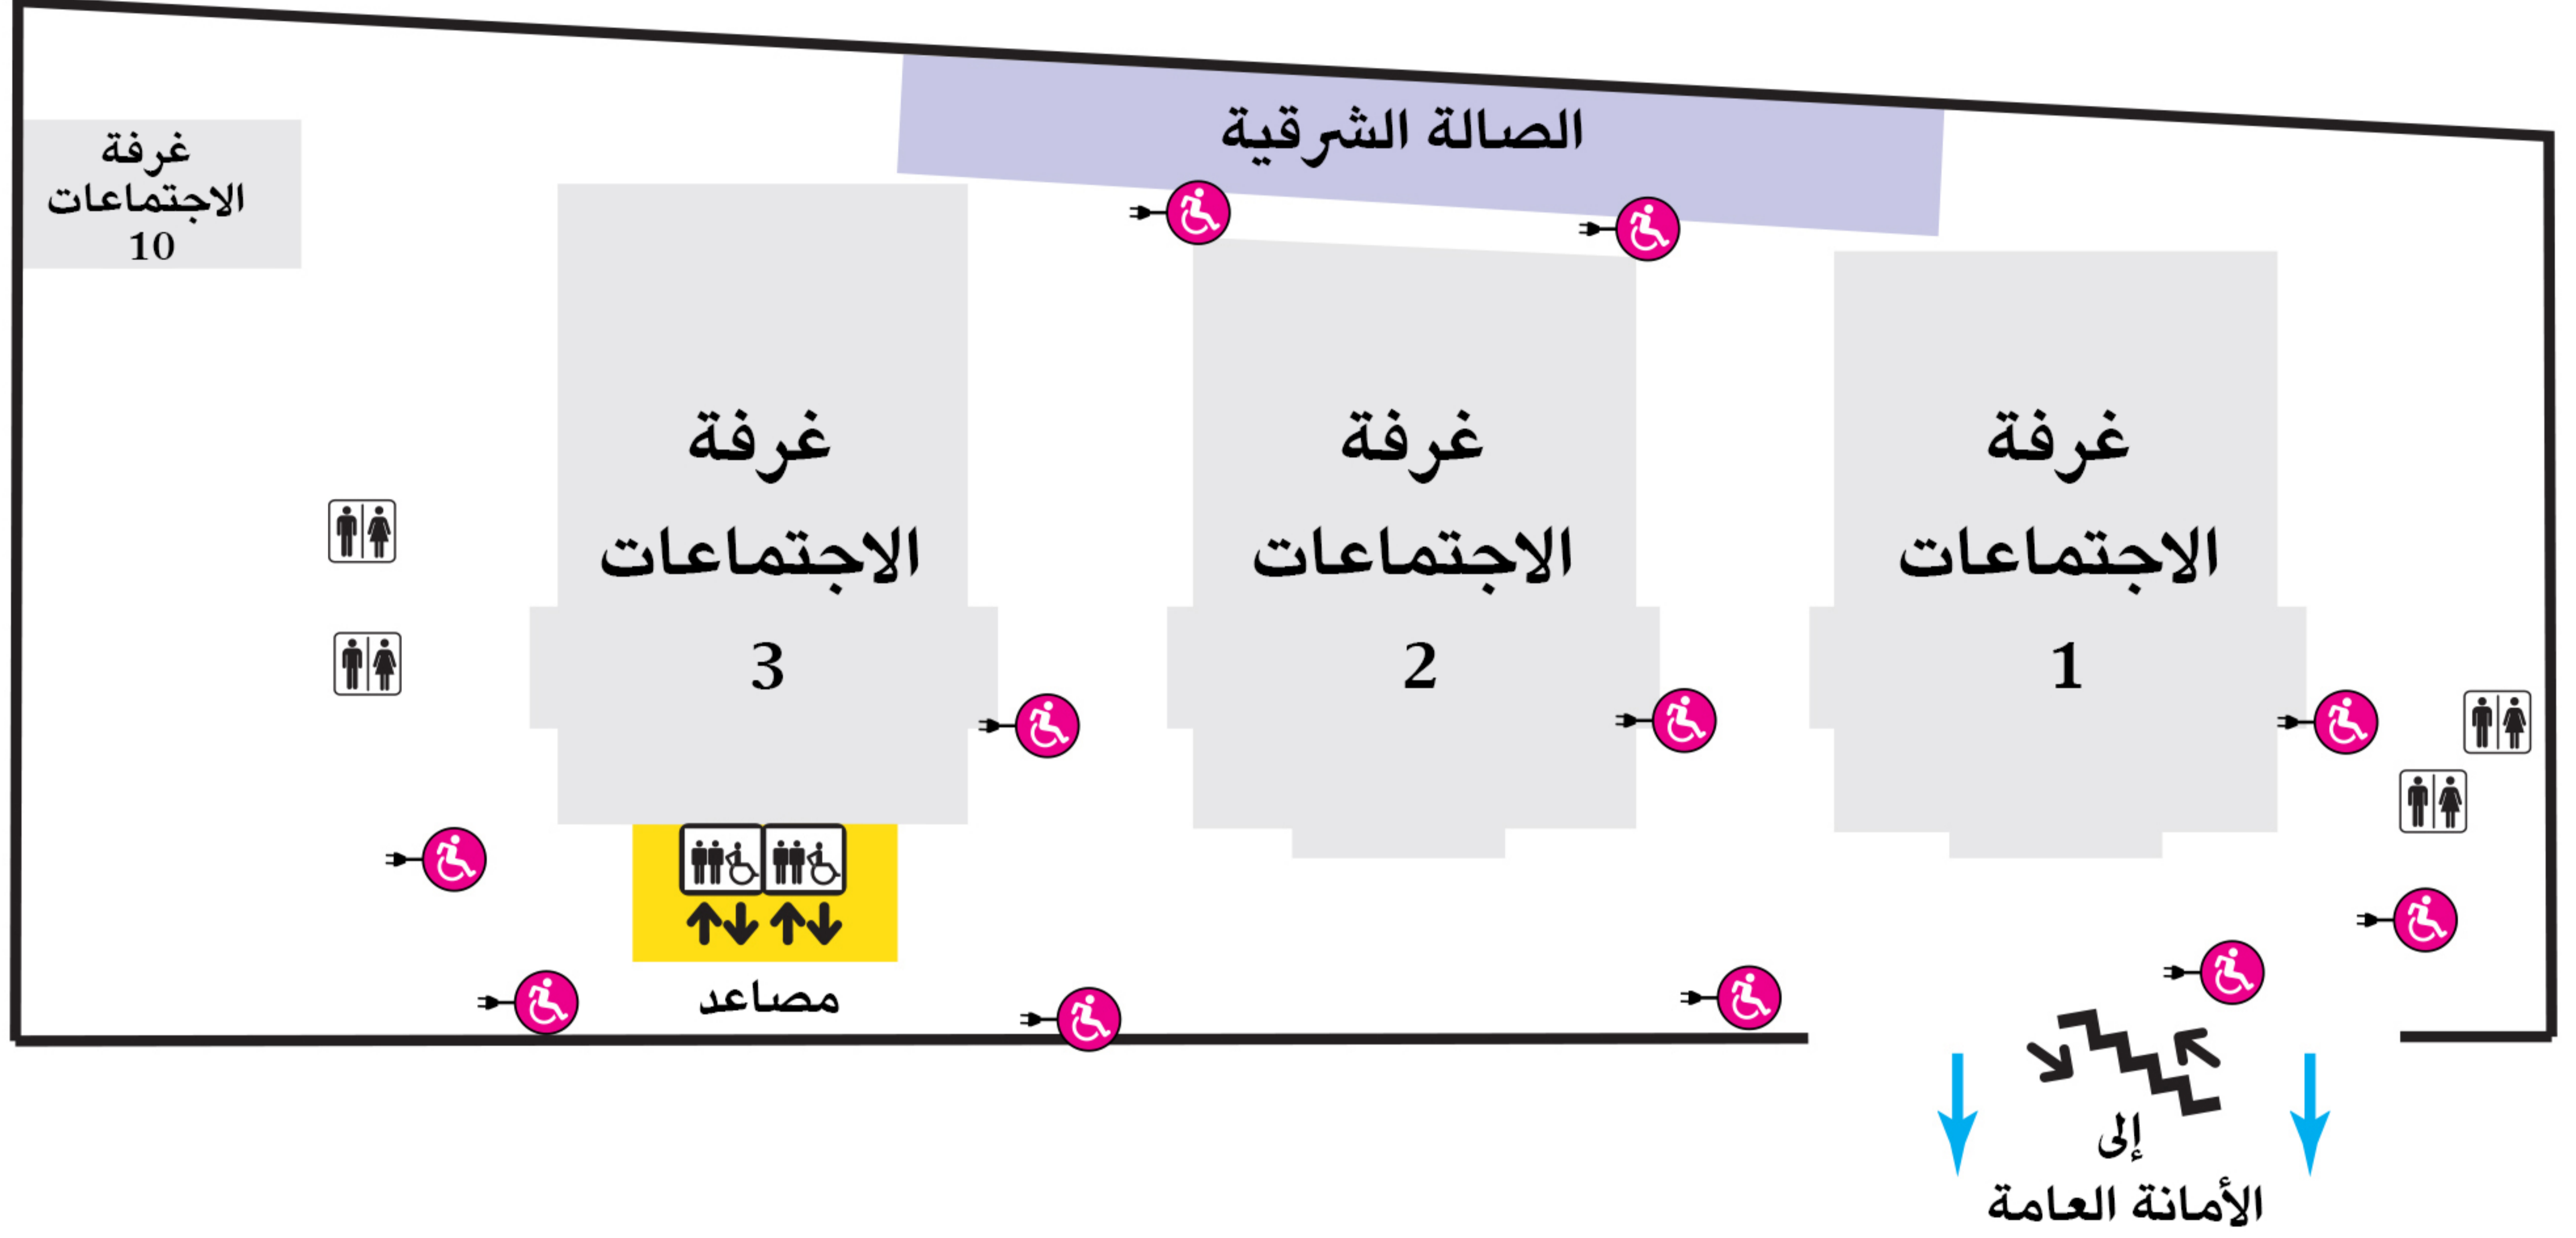 الصالة الشرقية
غرفة
الاجتماعات
10
غرفة
الاجتماعات
1
غرفة
الاجتماعات
2
غرفة
الاجتماعات
3
مصاعد
إلى
الأمانة العامة